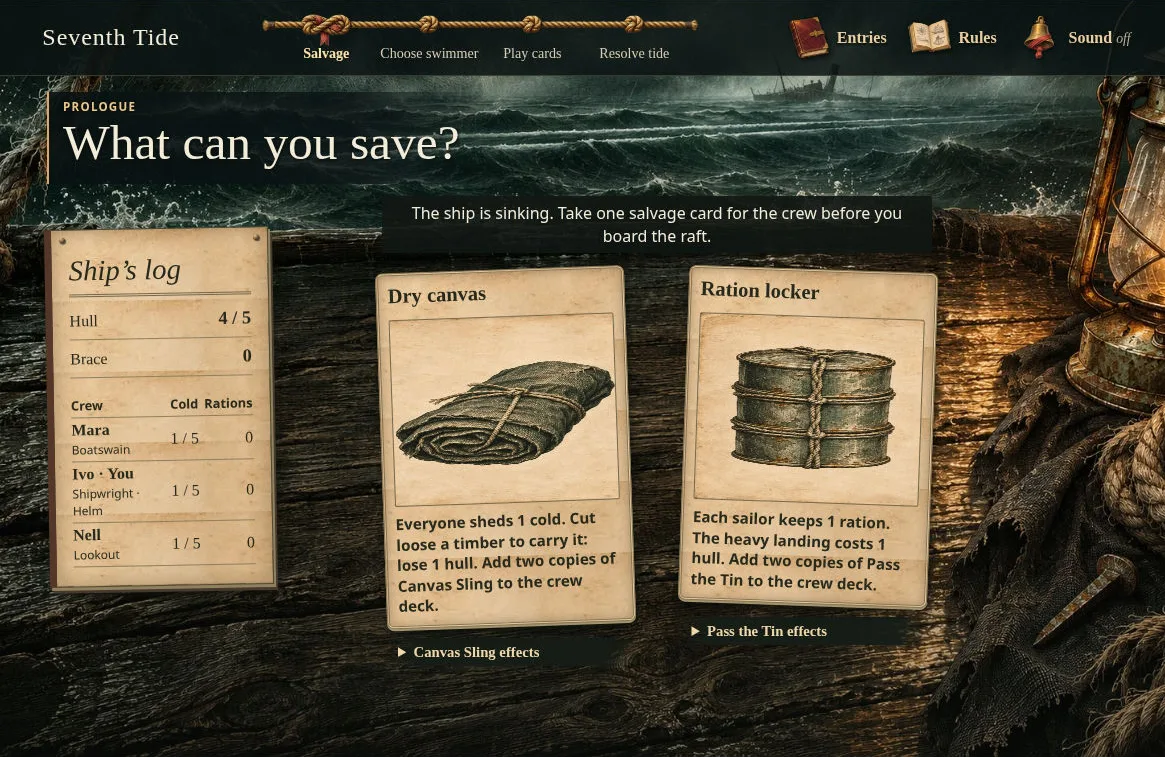 Seventh Tide
Salvage
Choose swimmer
Play cards
Resolve tide
Entries
Rules
Sound off
PROLOGUE
What can you save?
The ship is sinking. Take one salvage card for the crew before you
board the raft.
Ship’s log
Hull 4 / 5
Brace 0
Crew Cold Rations
Mara
Boatswain
1 / 5 0
Ivo · You
Shipwright ·
Helm
1 / 5 0
Nell
Lookout
1 / 5 0
Dry canvas
Everyone sheds 1 cold. Cut
loose a timber to carry it:
lose 1 hull. Add two copies of
Canvas Sling to the crew
deck.
Canvas Sling effects
Ration locker
Each sailor keeps 1 ration.
The heavy landing costs 1
hull. Add two copies of Pass
the Tin to the crew deck.
Pass the Tin effects